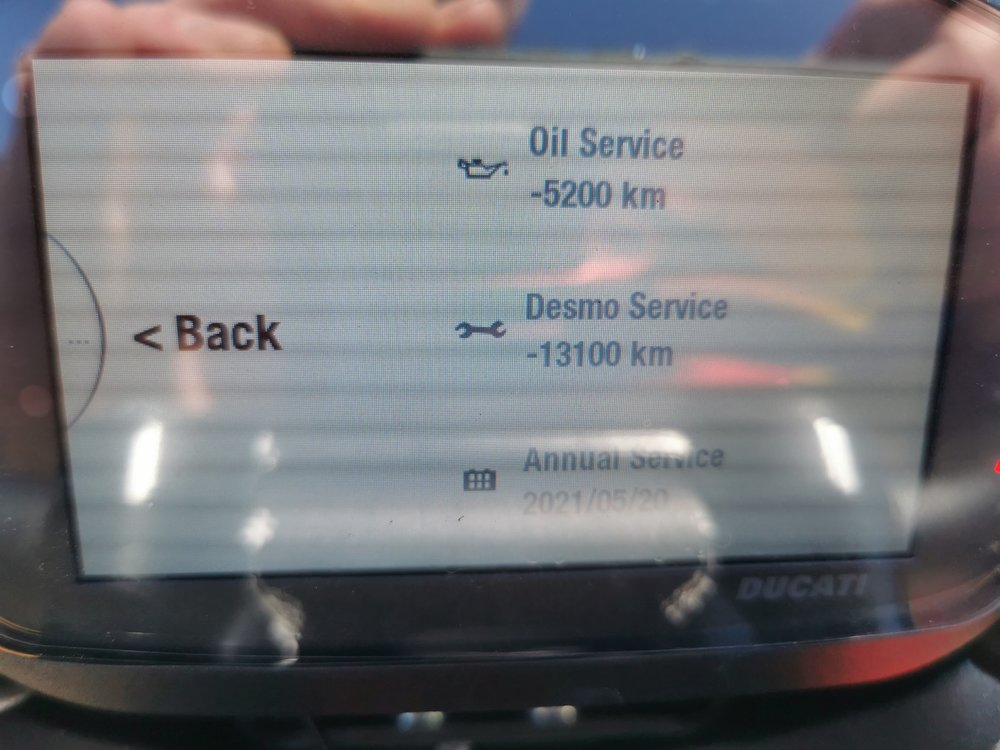 Oil Service
-5200 km
< Back
Desmo Service
-13100 km
Annual Service
2021/05/20
DUCATI